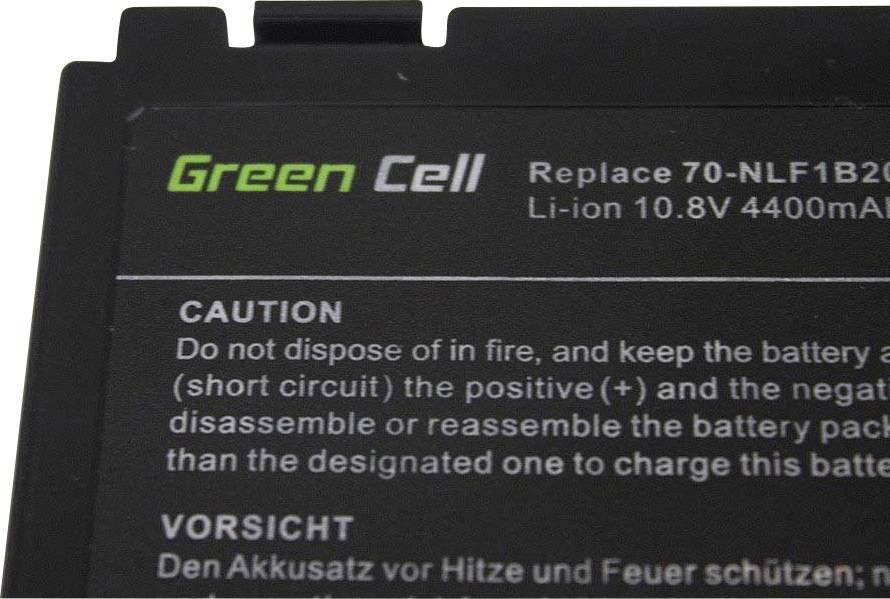 Green Cell
Replace 70-NLF1B20
Li-ion 10.8V 4400mAh
CAUTION
Do not dispose of in fire, and keep the battery a
(short circuit) the positive (+) and the negat
disassemble or reassemble the battery pack
than the designated one to charge this batte
VORSICHT
Den Akkusatz vor Hitze und Feuer schützen; n